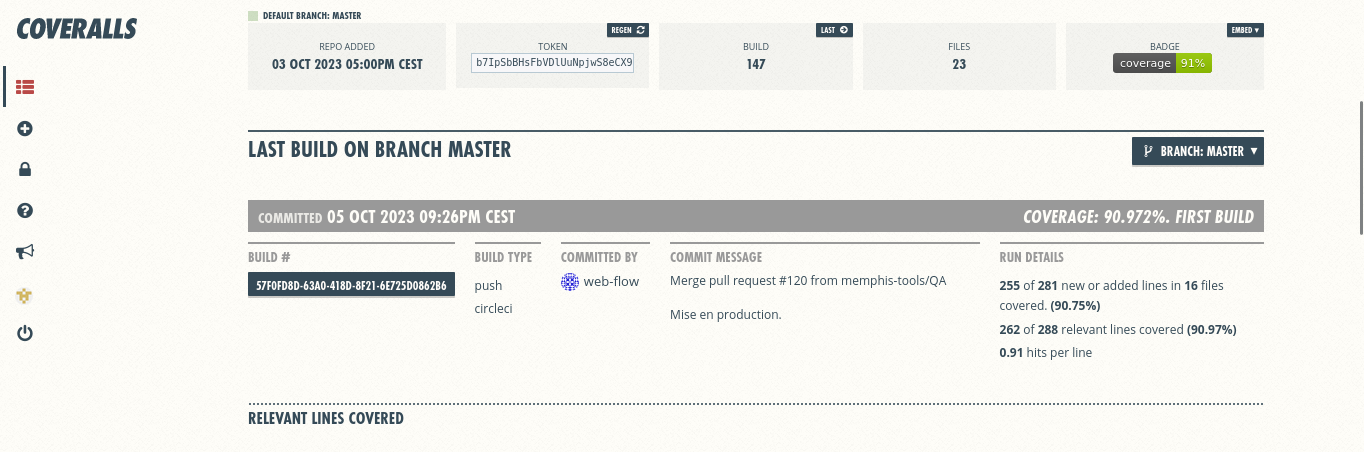 COVERALLS
DEFAULT BRANCH: MASTER
REPO ADDED
03 OCT 2023 05:00PM CEST
REGEN
TOKEN
b7IpSbBHsFbVDlUuNpjwS8eCX9
LAST
BUILD
147
FILES
23
EMBED ▾
BADGE
coverage 91%
LAST BUILD ON BRANCH MASTER
BRANCH: MASTER ▼
COMMITTED 05 OCT 2023 09:26PM CEST
COVERAGE: 90.972%. FIRST BUILD
BUILD #
57F0FD8D-63A0-418D-8F21-6E725D0862B6
BUILD TYPE
push
circleci
COMMITTED BY
web-flow
COMMIT MESSAGE
Merge pull request #120 from memphis-tools/QA
Mise en production.
RUN DETAILS
255 of 281 new or added lines in 16 files
covered. (90.75%)
262 of 288 relevant lines covered (90.97%)
0.91 hits per line
RELEVANT LINES COVERED